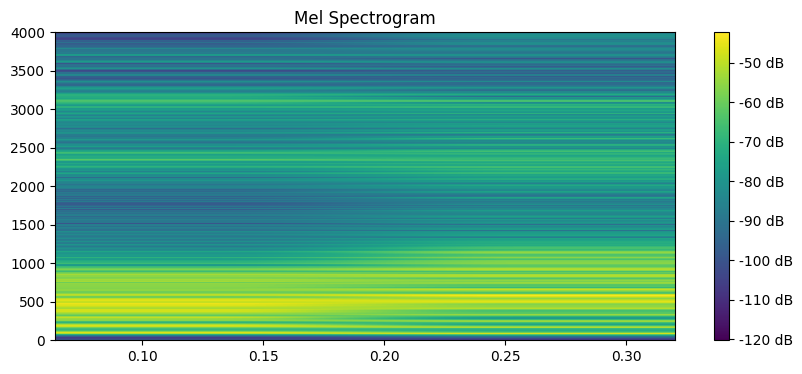 Mel Spectrogram
4000
3500
3000
2500
2000
1500
1000
500
0
0.10 0.15 0.20 0.25 0.30
-50 dB
-60 dB
-70 dB
-80 dB
-90 dB
-100 dB
-110 dB
-120 dB